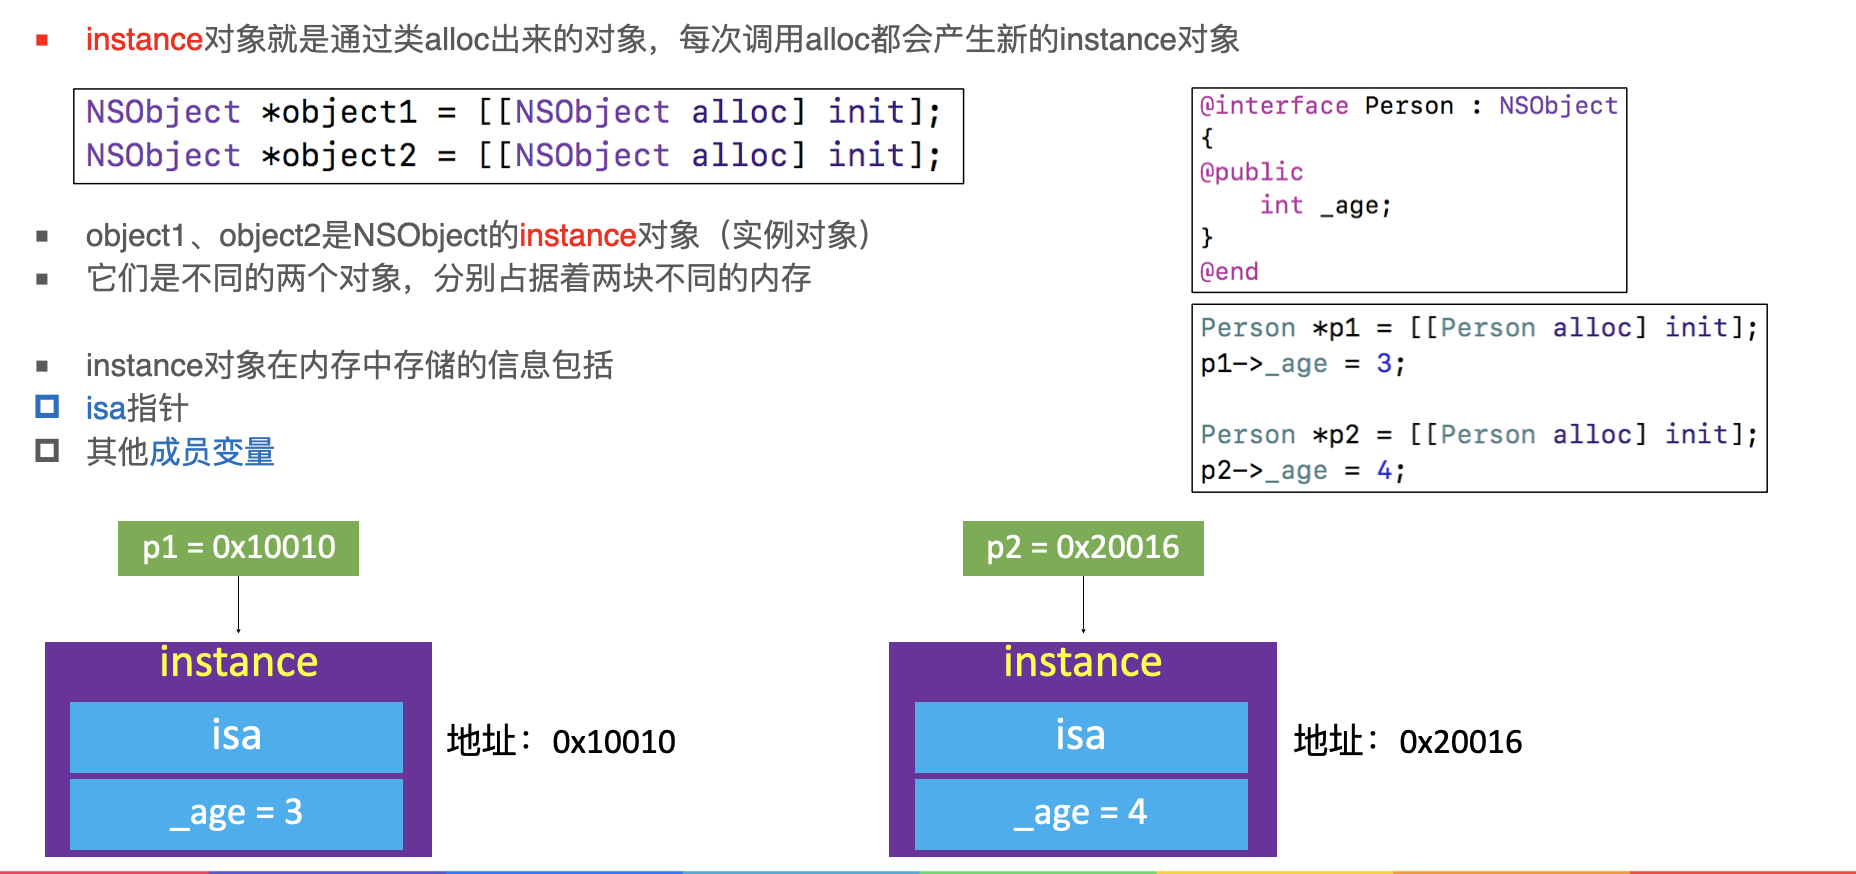 instance对象就是通过类alloc出来的对象，每次调用alloc都会产生新的instance对象
NSObject *object1 = [[NSObject alloc] init];
NSObject *object2 = [[NSObject alloc] init];
object1、object2是NSObject的instance对象（实例对象）
它们是不同的两个对象，分别占据着两块不同的内存
instance对象在内存中存储的信息包括
isa指针
其他成员变量
@interface Person : NSObject
{
@public
    int _age;
}
@end
Person *p1 = [[Person alloc] init];
p1->_age = 3;
Person *p2 = [[Person alloc] init];
p2->_age = 4;
p1 = 0x10010
instance
isa
_age = 3
地址：0x10010
p2 = 0x20016
instance
isa
_age = 4
地址：0x20016